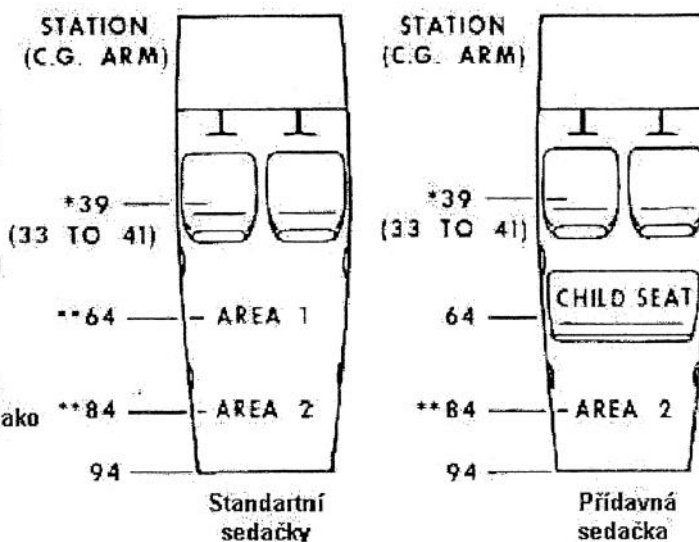 STATION
(C.G. ARM)
*39
(33 TO 41)
**64
AREA 1
ako
**84
AREA 2
94
Standartní
sedačky
STATION
(C.G. ARM)
*39
(33 TO 41)
CHILD SEAT
64
**84
AREA 2
94
Přídavná
sedačka